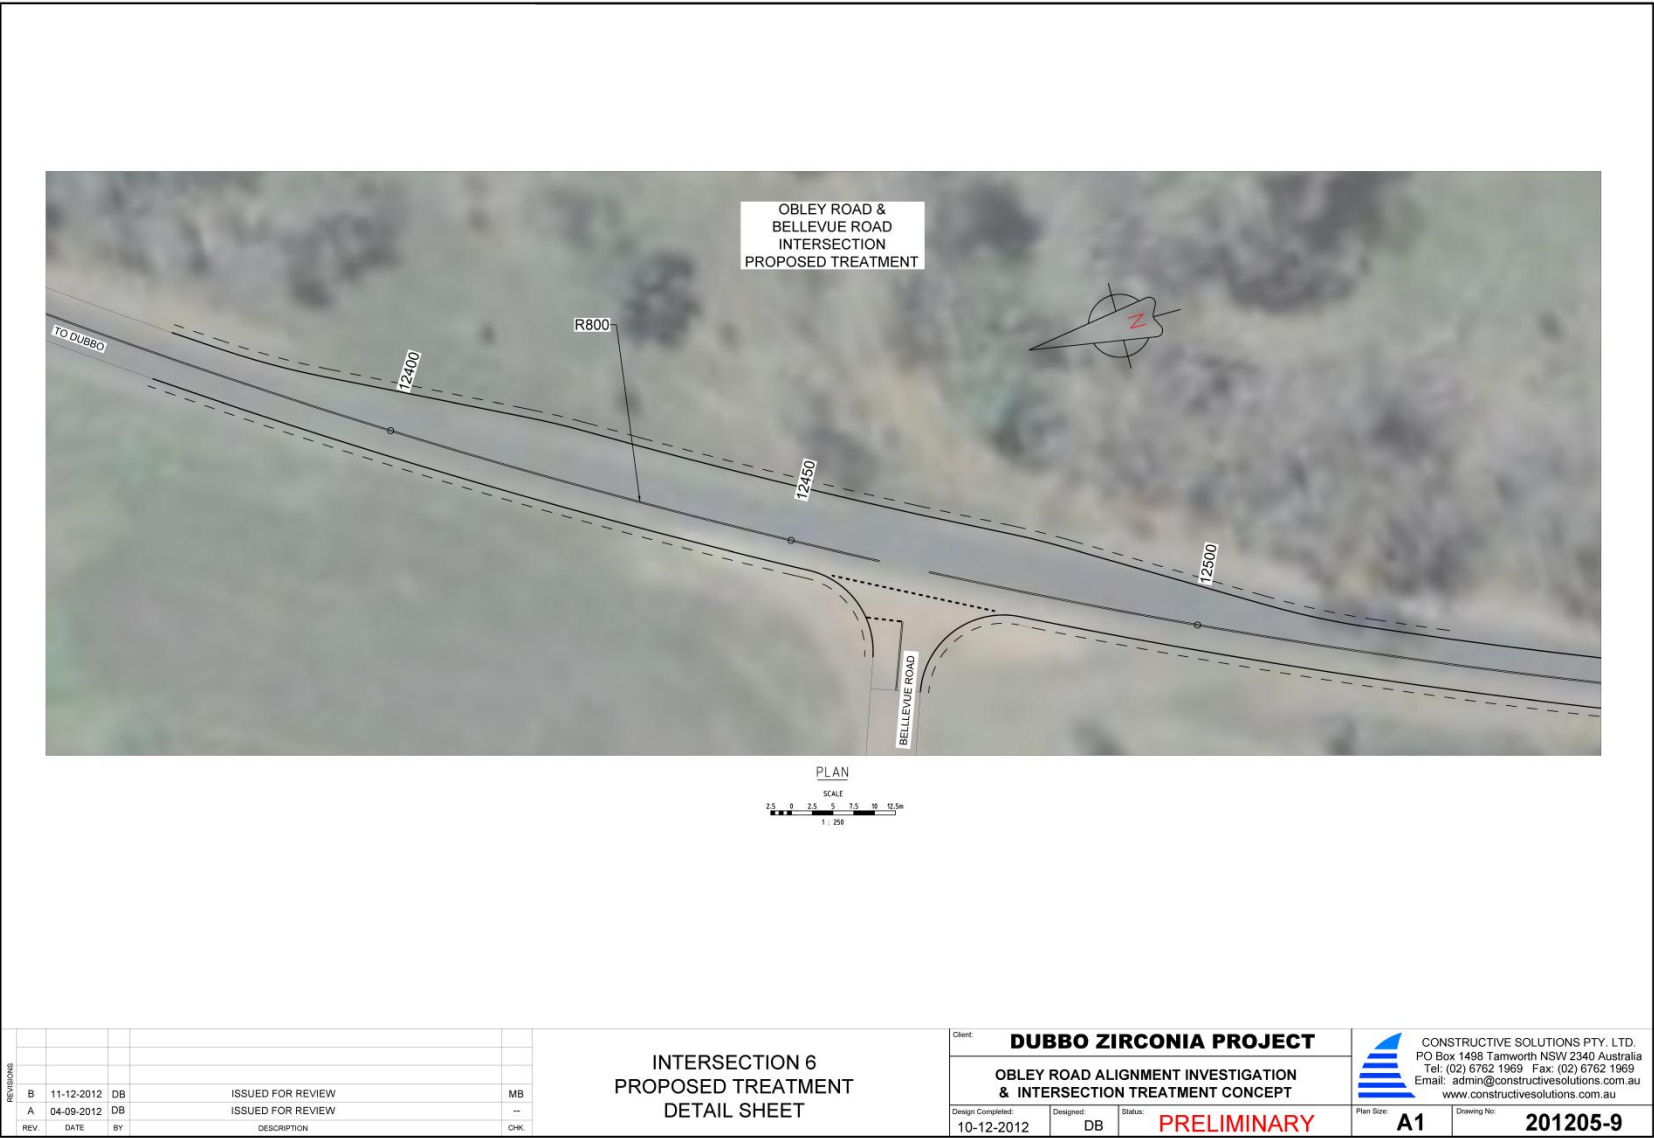 OBLEY ROAD &
BELLEVUE ROAD
INTERSECTION
PROPOSED TREATMENT
R800
N
TO DUBBO
12400
12450
12500
BELLLEVUE ROAD
PLAN
SCALE
2.5 0 2.5 5 7.5 10 12.5m
1 : 250
REVISIONS
B 11-12-2012 DB ISSUED FOR REVIEW MB
A 04-09-2012 DB ISSUED FOR REVIEW --
REV. DATE BY DESCRIPTION CHK.
INTERSECTION 6
PROPOSED TREATMENT
DETAIL SHEET
Client: DUBBO ZIRCONIA PROJECT
OBLEY ROAD ALIGNMENT INVESTIGATION
& INTERSECTION TREATMENT CONCEPT
Design Completed: 10-12-2012
Designed: DB
Status: PRELIMINARY
CONSTRUCTIVE SOLUTIONS PTY. LTD.
PO Box 1498 Tamworth NSW 2340 Australia
Tel: (02) 6762 1969 Fax: (02) 6762 1969
Email: admin@constructivesolutions.com.au
www.constructivesolutions.com.au
Plan Size: A1
Drawing No: 201205-9